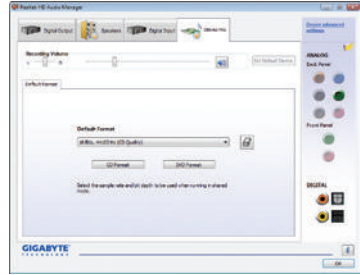 Realtek HD Audio Manager
Digital Output
Speakers
Digital Input
Device advanced settings
Recording Volume
L
R
Set Default Device
ANALOG
Back Panel
Default Format
Default Format
CD Format
DVD Format
Select the sample rate and bit depth to be used when running in shared mode.
Front Panel
DIGITAL
GIGABYTE
i
OK